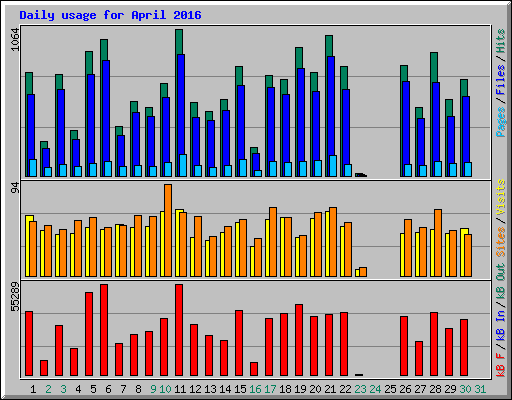 Daily usage for April 2016
1064
Pages / Files / Hits
94
Sites / Visits
55289
kB F / kB In / kB Out
1 2 3 4 5 6 7 8 9 10 11 12 13 14 15 16 17 18 19 20 21 22 23 24 25 26 27 28 29 30 31